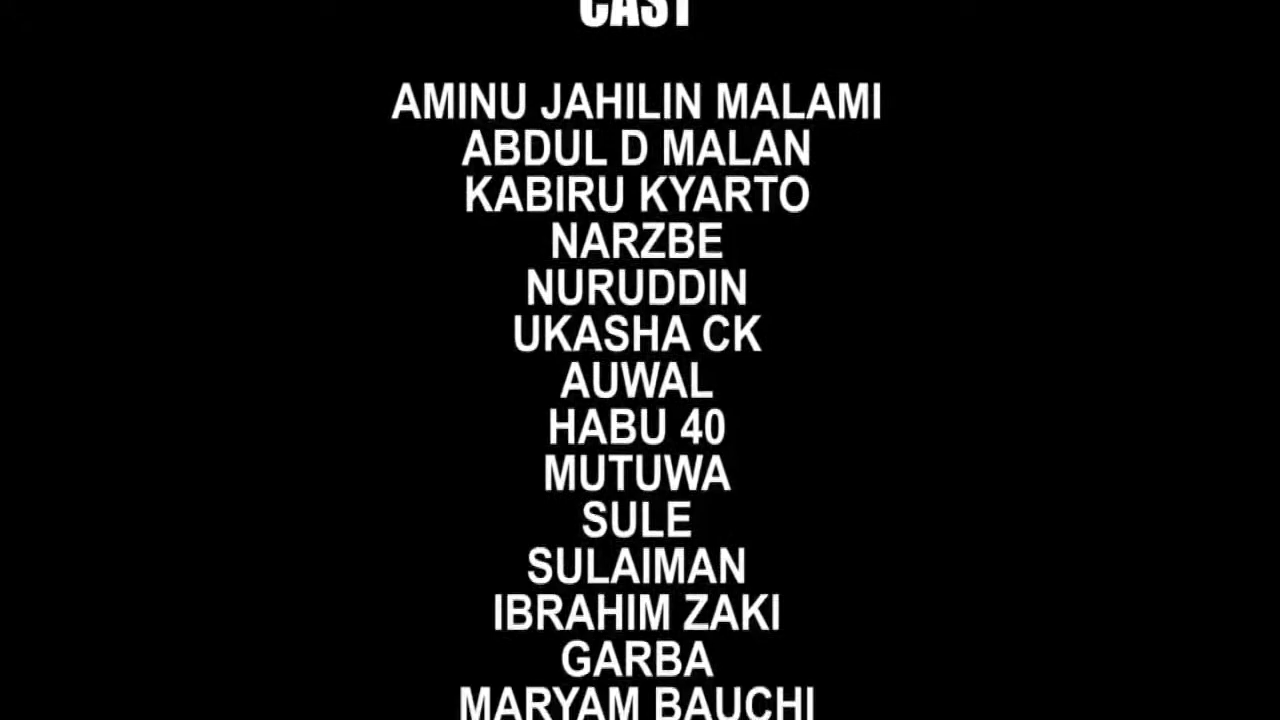 CAST
AMINU JAHILIN MALAMI
ABDUL D MALAN
KABIRU KYARTO
NARZBE
NURUDDIN
UKASHA CK
AUWAL
HABU 40
MUTUWA
SULE
SULAIMAN
IBRAHIM ZAKI
GARBA
MARYAM BAUCHI